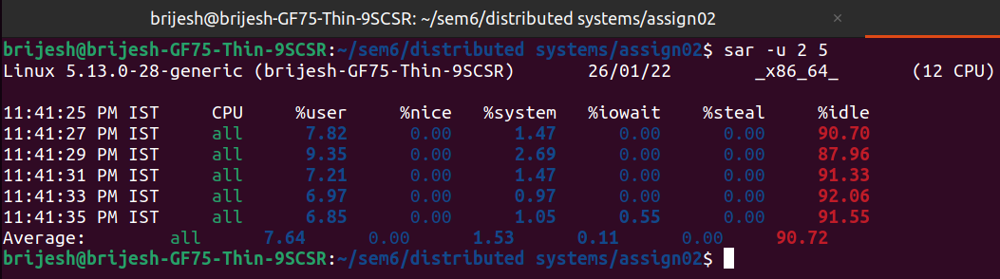 brijesh@brijesh-GF75-Thin-9SCSR: ~/sem6/distributed systems/assign02 ×
brijesh@brijesh-GF75-Thin-9SCSR:~/sem6/distributed systems/assign02$ sar -u 2 5
Linux 5.13.0-28-generic (brijesh-GF75-Thin-9SCSR) 26/01/22 _x86_64_ (12 CPU)
11:41:25 PM IST CPU %user %nice %system %iowait %steal %idle
11:41:27 PM IST all 7.82 0.00 1.47 0.00 0.00 90.70
11:41:29 PM IST all 9.35 0.00 2.69 0.00 0.00 87.96
11:41:31 PM IST all 7.21 0.00 1.47 0.00 0.00 91.33
11:41:33 PM IST all 6.97 0.00 0.97 0.00 0.00 92.06
11:41:35 PM IST all 6.85 0.00 1.05 0.55 0.00 91.55
Average: all 7.64 0.00 1.53 0.11 0.00 90.72
brijesh@brijesh-GF75-Thin-9SCSR:~/sem6/distributed systems/assign02$